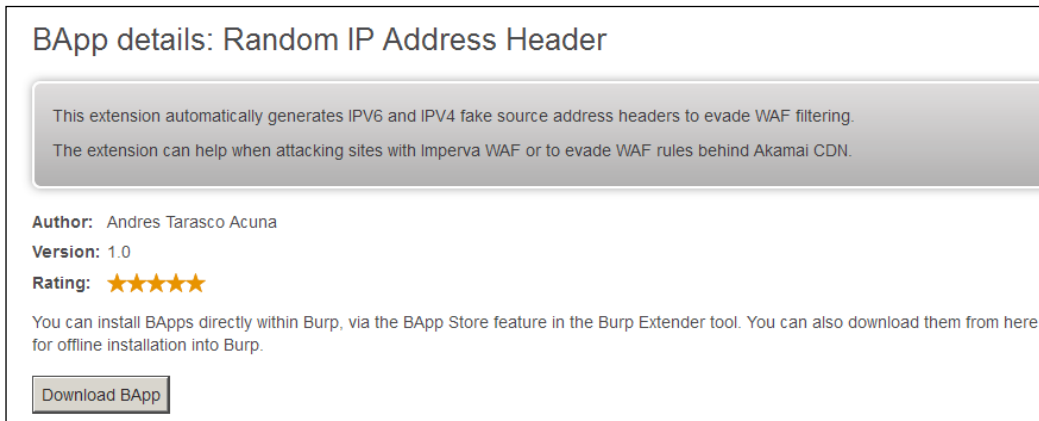 BApp details: Random IP Address Header
This extension automatically generates IPV6 and IPV4 fake source address headers to evade WAF filtering.
The extension can help when attacking sites with Imperva WAF or to evade WAF rules behind Akamai CDN.
Author: Andres Tarasco Acuna
Version: 1.0
Rating:
You can install BApps directly within Burp, via the BApp Store feature in the Burp Extender tool. You can also download them from here
for offline installation into Burp.
Download BApp